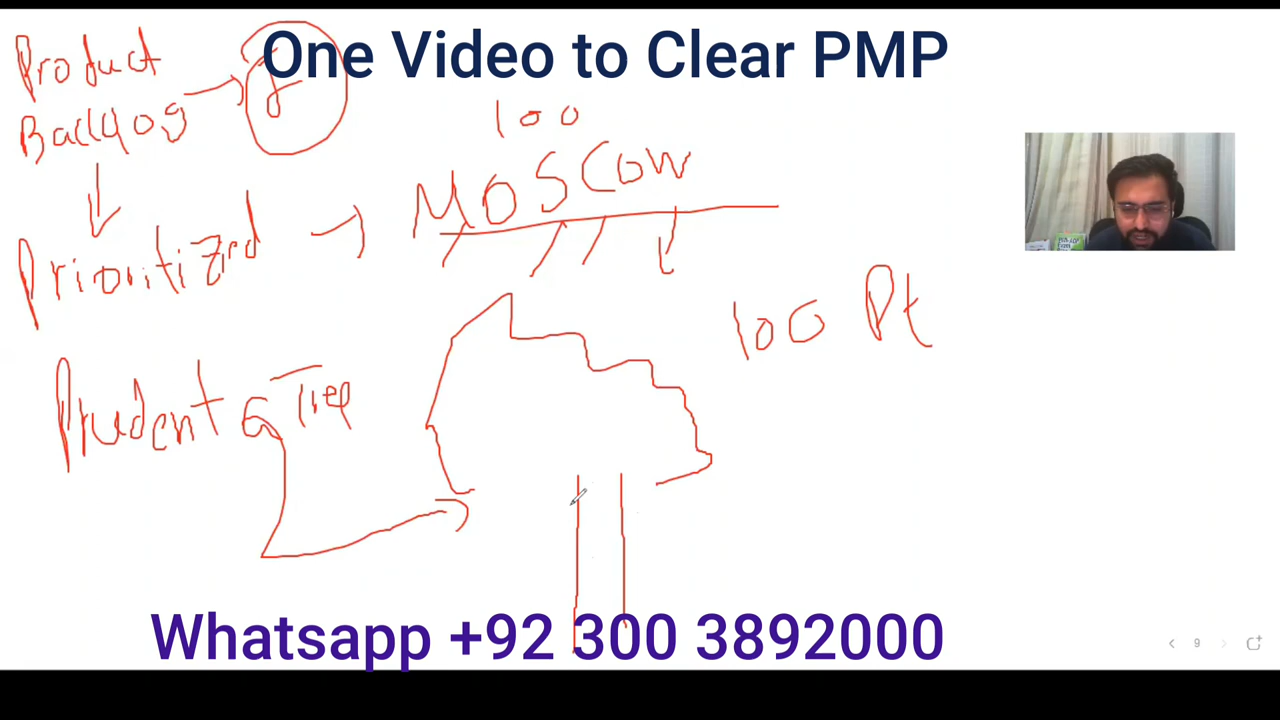 One Video to Clear PMP
Product
Backlog
100
MOSCOW
Prioritized
100 Pt
Prudent
Tree
Whatsapp +92 300 3892000
9